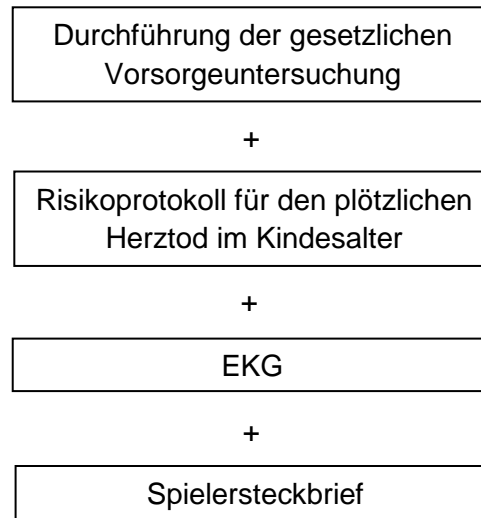 Durchführung der gesetzlichen
Vorsorgeuntersuchung
+
Risikoprotokoll für den plötzlichen
Herztod im Kindesalter
+
EKG
+
Spielersteckbrief